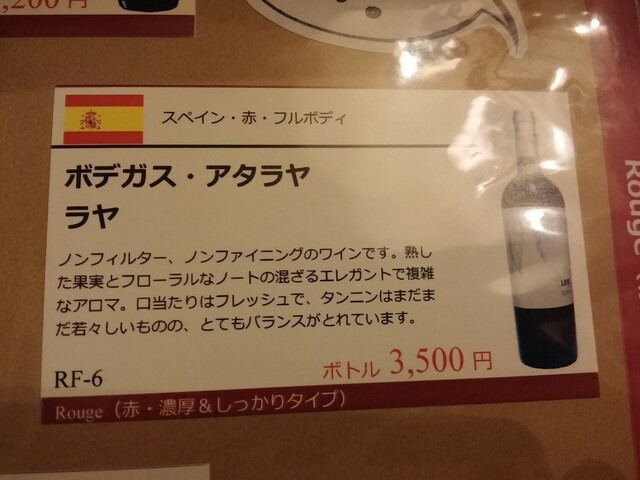 ,200 円
スペイン・赤・フルボディ
ボデガス・アタラヤ
ラヤ
ノンフィルター、ノンファイニングのワインです。熟し
た果実とフローラルなノートの混ざるエレガントで複雑
なアロマ。口当たりはフレッシュで、タンニンはまだま
だ若々しいものの、とてもバランスがとれています。
ボトル 3,500 円
RF-6
Rouge（赤・濃厚＆しっかりタイプ）
Rouge